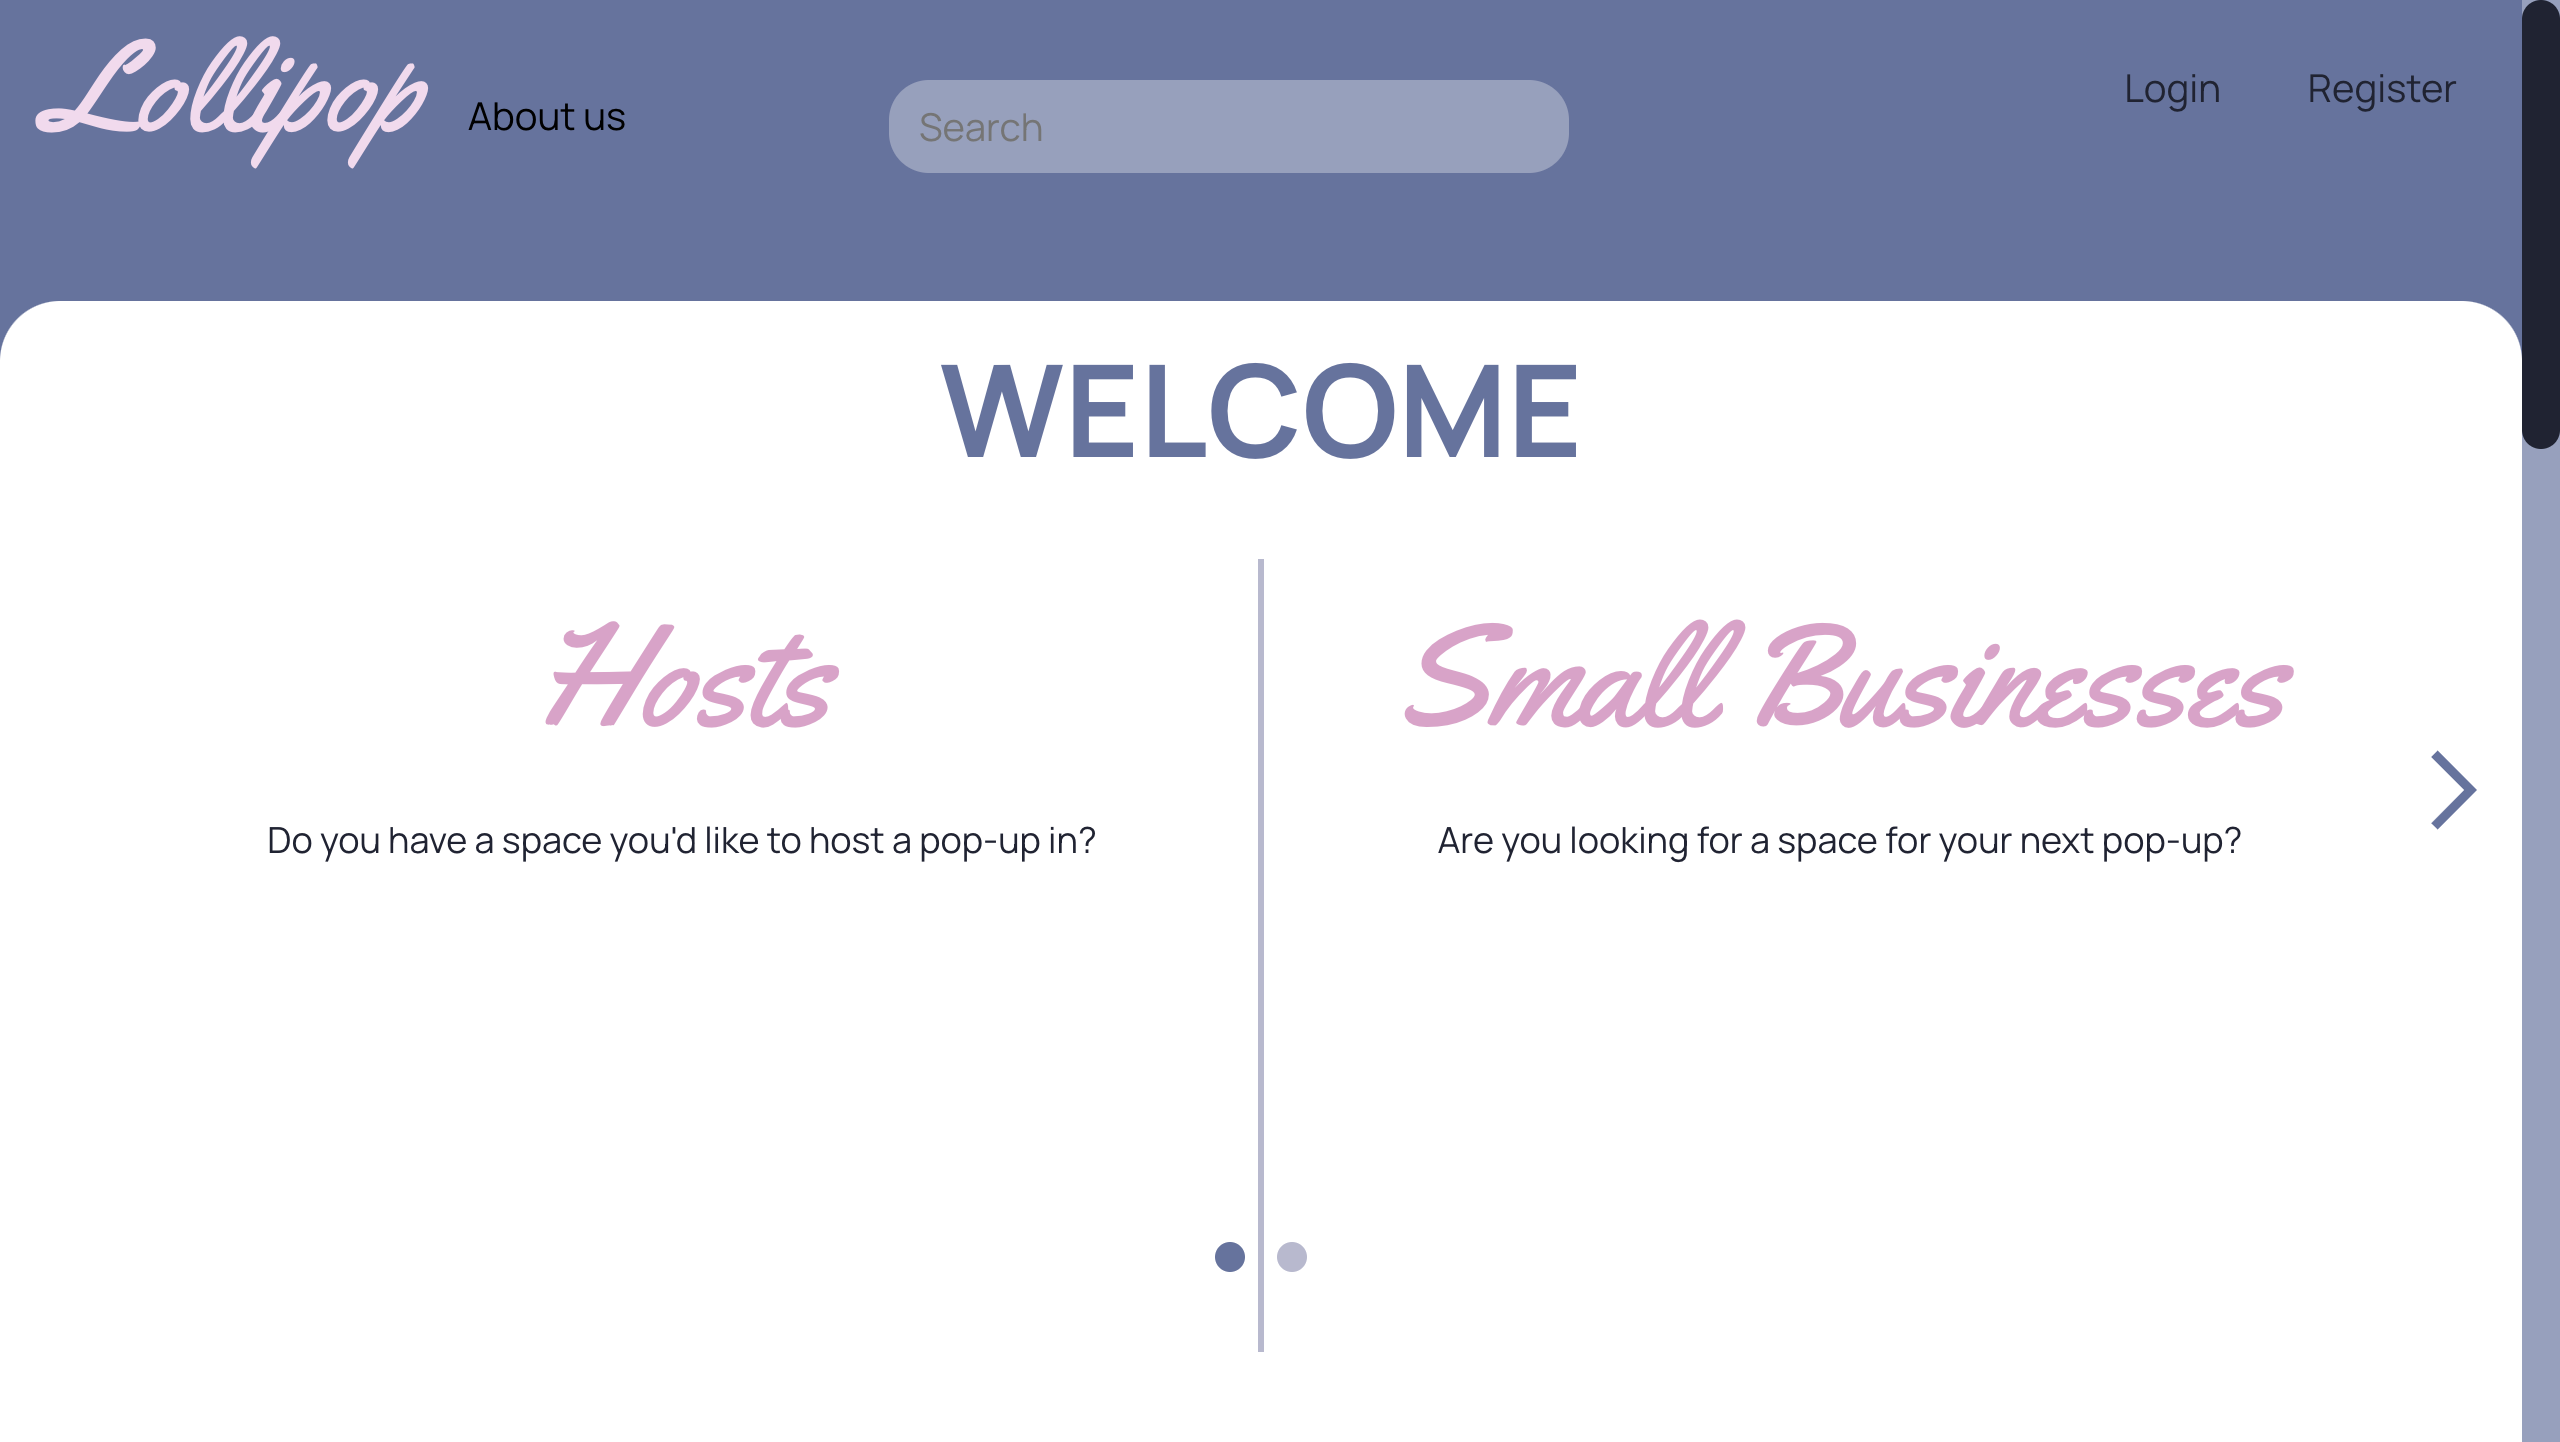 Lollipop
About us
Search
Login
Register
WELCOME
Hosts
Small Businesses
Do you have a space you'd like to host a pop-up in?
Are you looking for a space for your next pop-up?